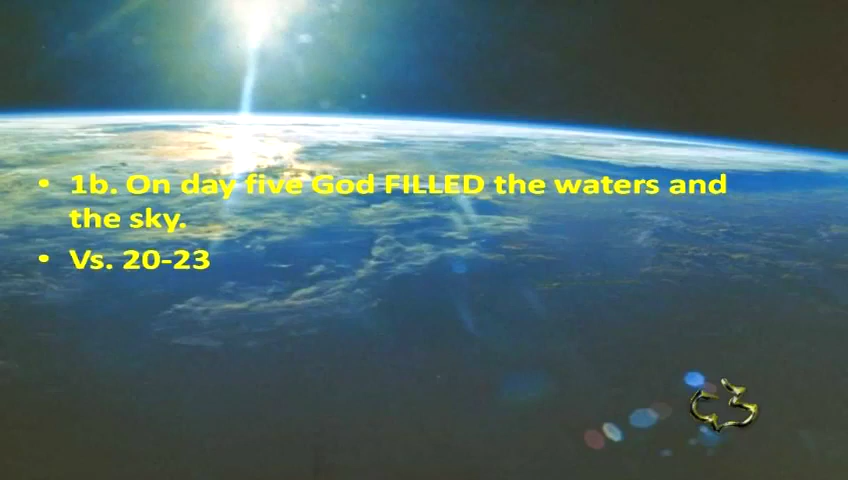 • 1b. On day five God FILLED the waters and
the sky.
• Vs. 20-23